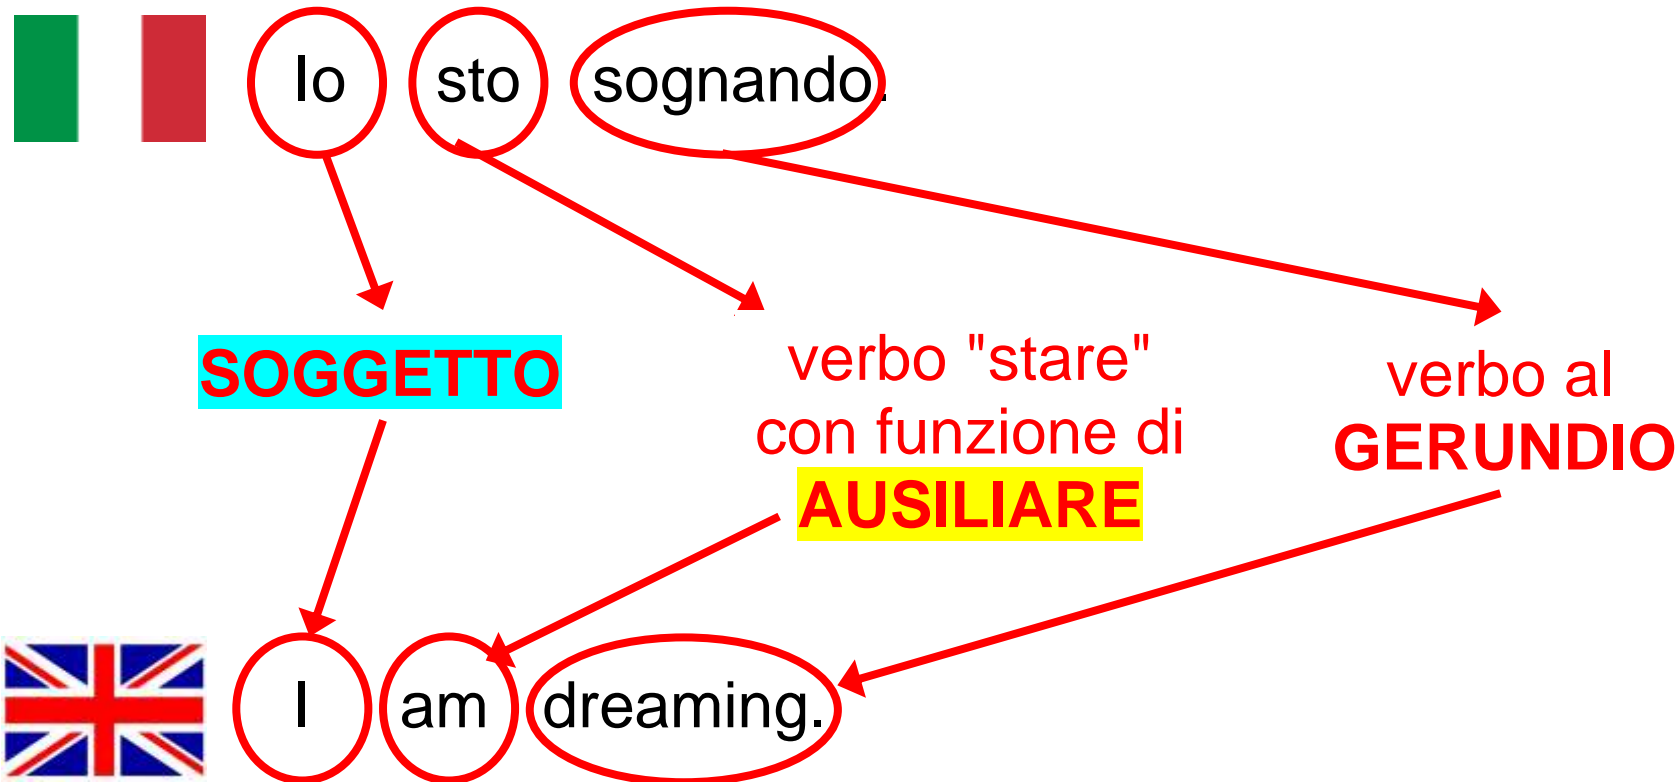 Io sto sognando.
SOGGETTO
verbo "stare"
con funzione di
AUSILIARE
verbo al
GERUNDIO
I am dreaming.